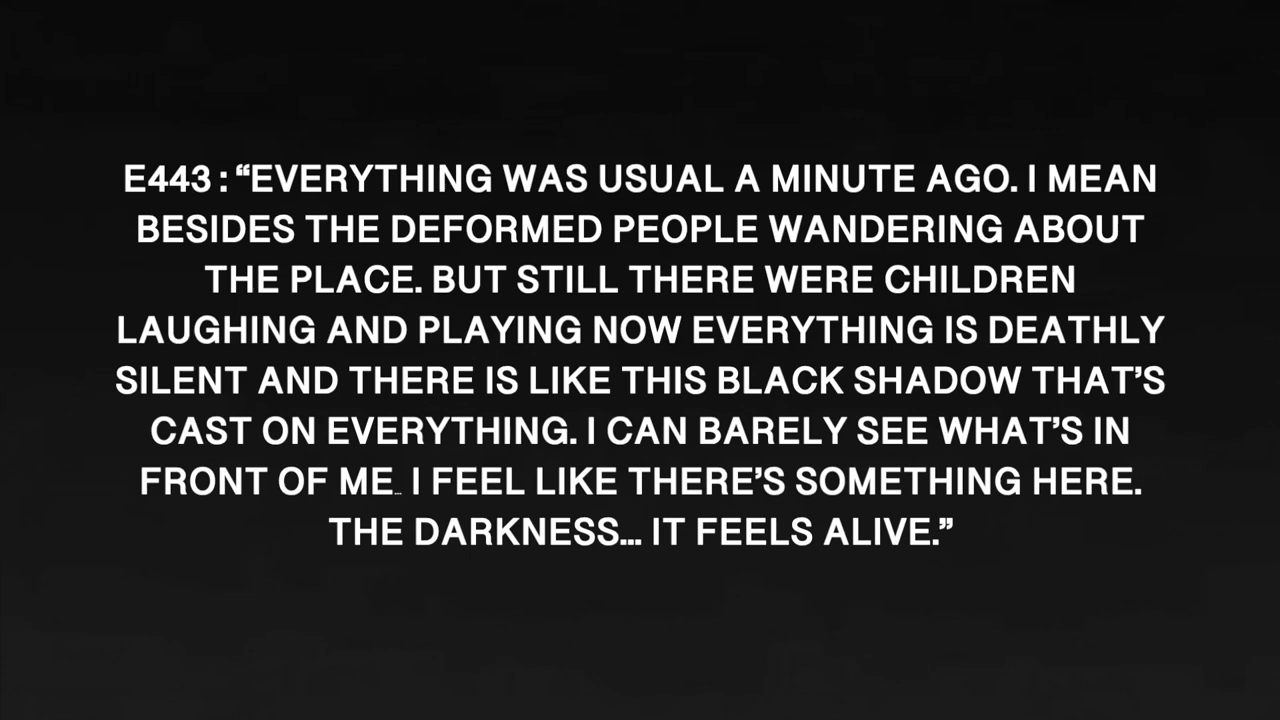 E443 : “EVERYTHING WAS USUAL A MINUTE AGO. I MEAN
BESIDES THE DEFORMED PEOPLE WANDERING ABOUT
THE PLACE. BUT STILL THERE WERE CHILDREN
LAUGHING AND PLAYING NOW EVERYTHING IS DEATHLY
SILENT AND THERE IS LIKE THIS BLACK SHADOW THAT’S
CAST ON EVERYTHING. I CAN BARELY SEE WHAT’S IN
FRONT OF ME... I FEEL LIKE THERE’S SOMETHING HERE.
THE DARKNESS... IT FEELS ALIVE.”